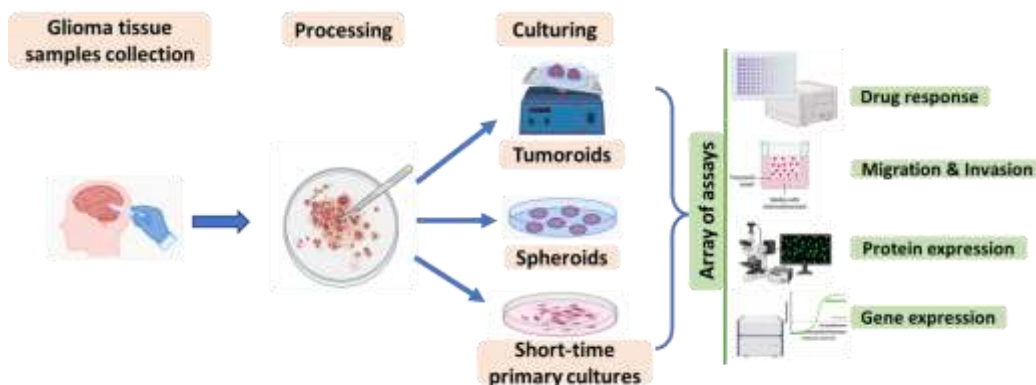 Glioma tissue
samples collection
Processing
Culturing
Tumoroids
Spheroids
Short-time
primary cultures
Array of assays
Drug response
Migration & Invasion
Protein expression
Gene expression